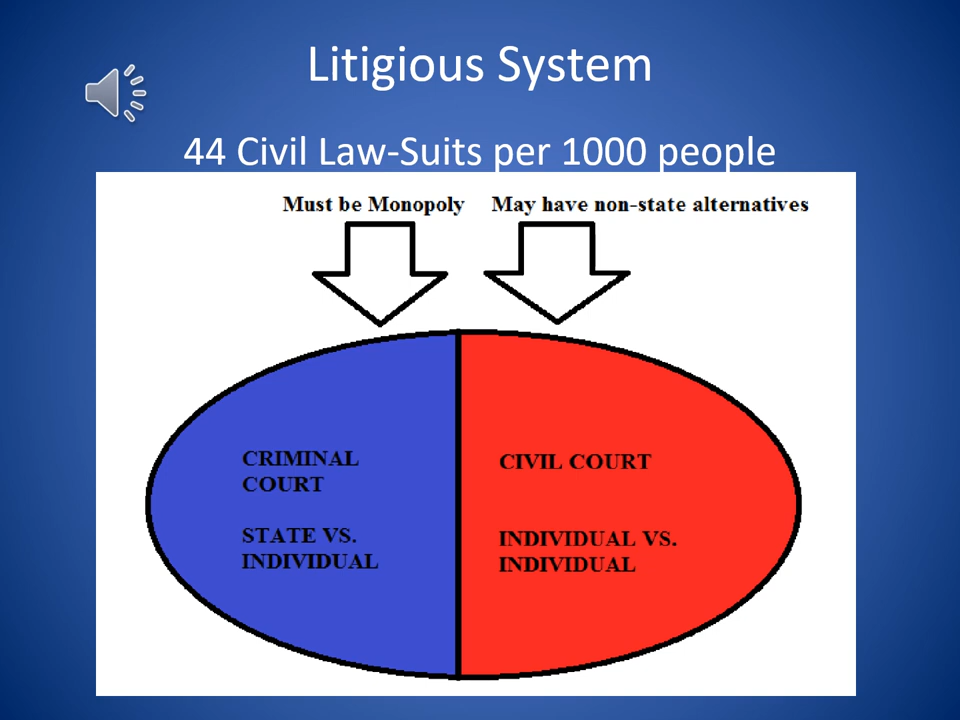 Litigious System
44 Civil Law-Suits per 1000 people
Must be Monopoly
May have non-state alternatives
CRIMINAL
COURT
STATE VS.
INDIVIDUAL
CIVIL COURT
INDIVIDUAL VS.
INDIVIDUAL